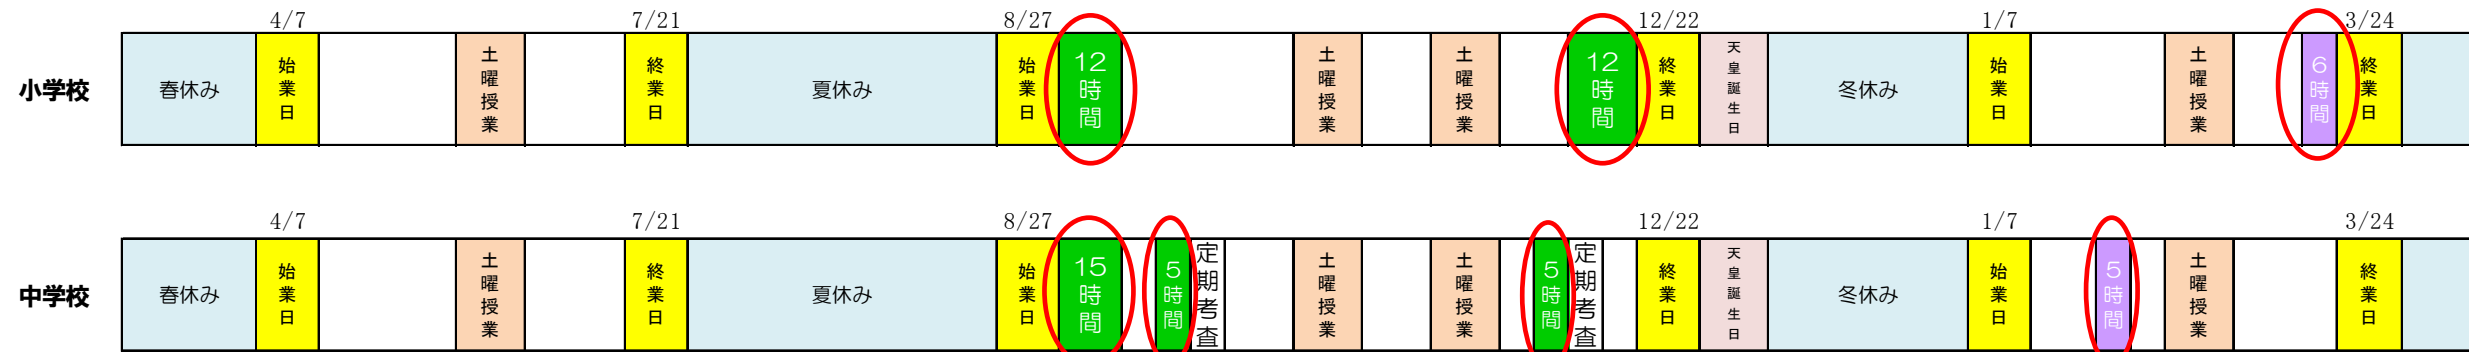 4/7 7/21 8/27 12/22 1/7 3/24
小学校 春休み 始業日 土曜授業 終業日 夏休み 始業日 12時間 土曜授業 土曜授業 12時間 終業日 天皇誕生日 冬休み 始業日 土曜授業 6時間 終業日
4/7 7/21 8/27 12/22 1/7 3/24
中学校 春休み 始業日 土曜授業 終業日 夏休み 始業日 15時間 5時間 定期考査 土曜授業 土曜授業 5時間 定期考査 終業日 天皇誕生日 冬休み 始業日 5時間 土曜授業 終業日